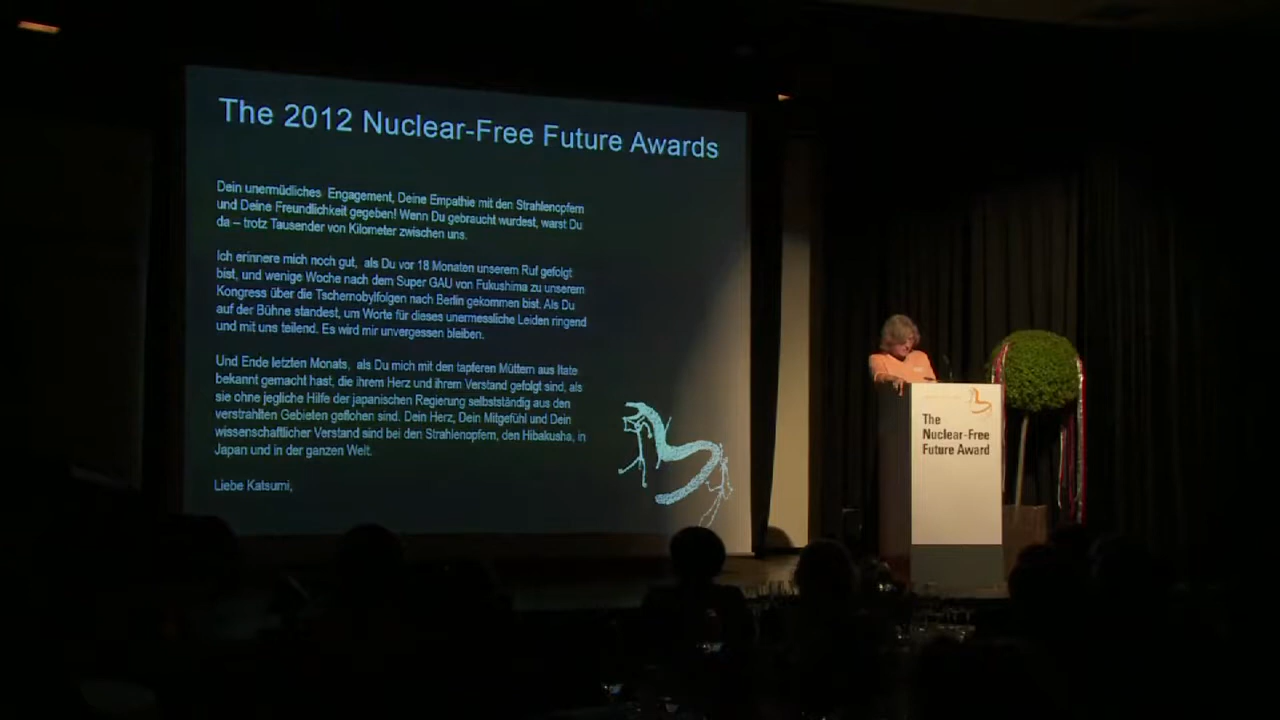 The 2012 Nuclear-Free Future Awards
Dein unermüdliches Engagement, Deine Empathie mit den Strahlenopfern
und Deine Freundlichkeit gegeben! Wenn Du gebraucht wurdest, warst Du
da – trotz Tausender von Kilometer zwischen uns.
Ich erinnere mich noch gut, als Du vor 18 Monaten unserem Ruf gefolgt
bist, und wenige Woche nach dem Super GAU von Fukushima zu unserem
Kongress über die Tschernobylfolgen nach Berlin gekommen bist. Als Du
auf der Bühne standest, um Worte für dieses unermessliche Leiden ringend
und mit uns teilend. Es wird mir unvergessen bleiben.
Und Ende letzten Monats, als Du mich mit den tapferen Müttern aus Itate
bekannt gemacht hast, die ihrem Herz und ihrem Verstand gefolgt sind, als
sie ohne jegliche Hilfe der japanischen Regierung selbstständig aus den
verstrahlten Gebieten geflohen sind. Dein Herz, Dein Mitgefühl und Dein
wissenschaftlicher Verstand sind bei den Strahlenopfern, den Hibakusha, in
Japan und in der ganzen Welt.
Liebe Katsumi,
The
Nuclear-Free
Future Award